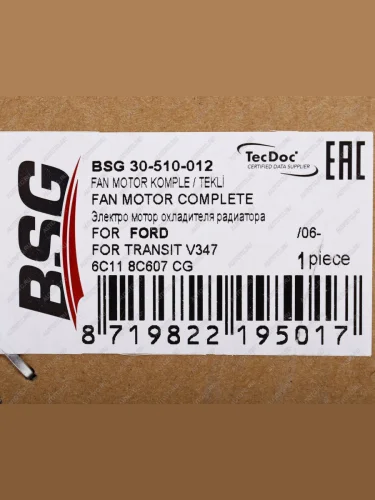 BSG
BSG 30-510-012
TecDoc
CERTIFIED DATA SUPPLIER
EAC
FAN MOTOR KOMPLE / TEKLİ
FAN MOTOR COMPLETE
Электро мотор охладителя радиатора
FOR FORD /06-
FOR TRANSIT V347 1 piece
6C11 8C607 CG
8 719822 195017